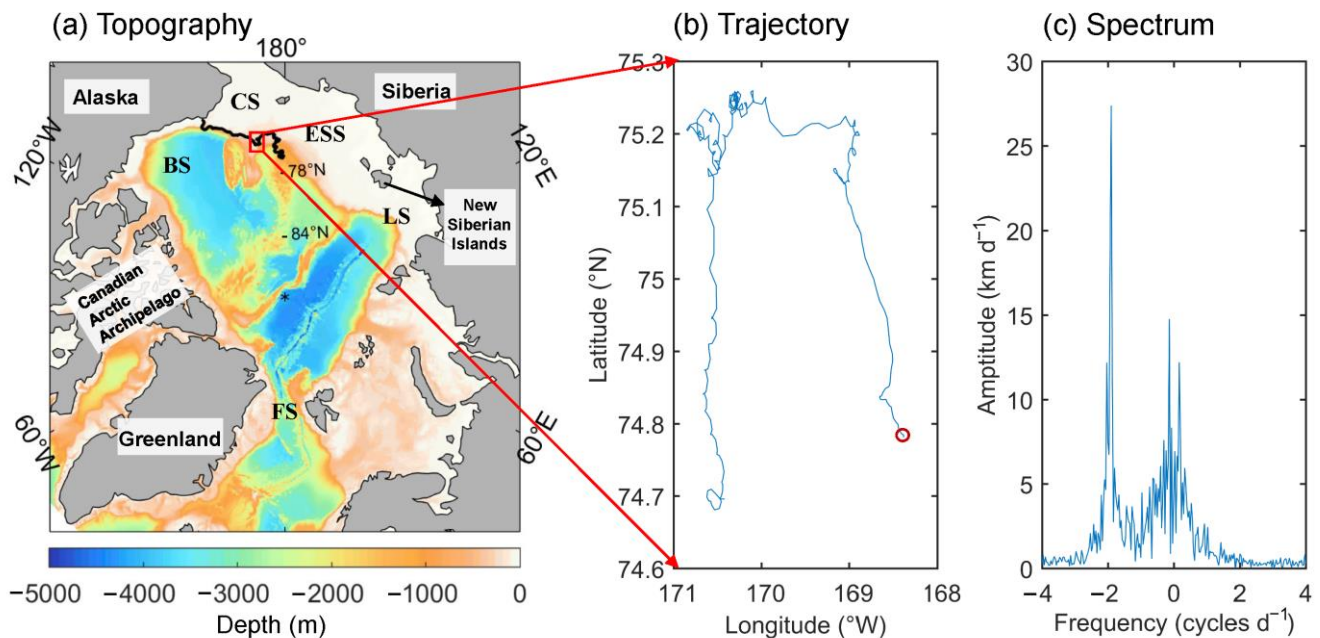 (a) Topography
180°
Alaska
CS
Siberia
ESS
120°W
120°E
BS
78°N
New
Siberian
Islands
LS
84°N
Canadian
Arctic
Archipelago
*
FS
60°W
Greenland
60°E
−5000 −4000 −3000 −2000 −1000 0
Depth (m)
(b) Trajectory
75.3
75.2
75.1
75
74.9
74.8
74.7
74.6
Latitude (°N)
171 170 169 168
Longitude (°W)
(c) Spectrum
30
25
20
15
10
5
0
Amptitude (km d⁻¹)
−4 −2 0 2 4
Frequency (cycles d⁻¹)